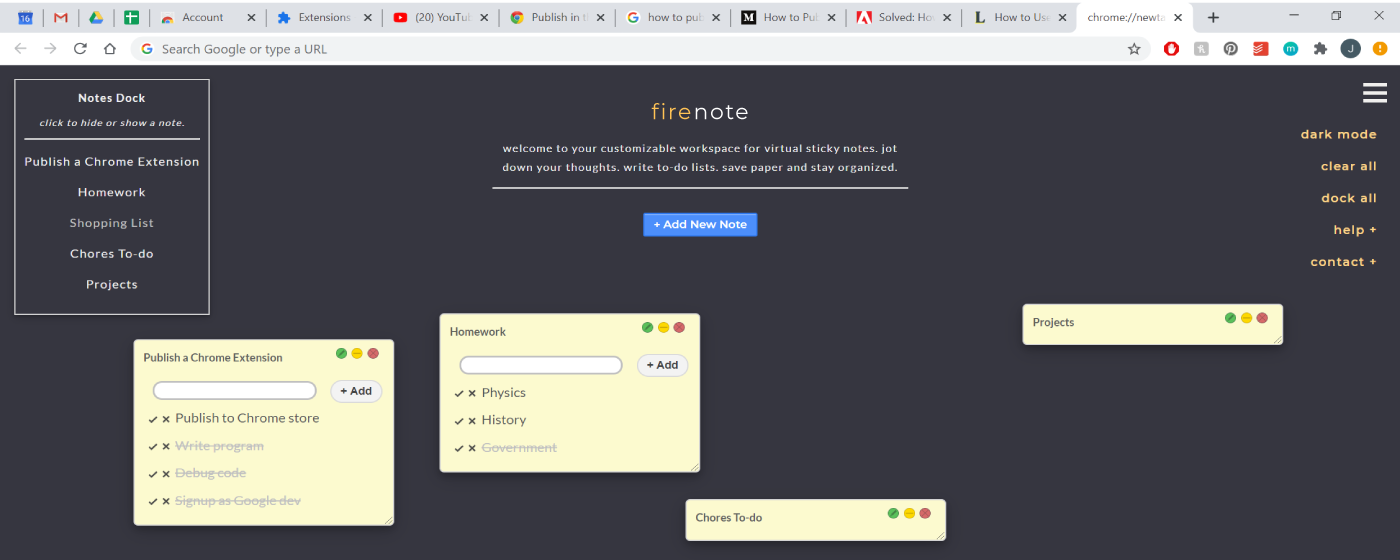 16
Account
Extensions
(20) YouTu
Publish in t
how to pu
M
How to Pu
Solved: Ho
L
How to Us
chrome://newta
G
Search Google or type a URL
h
m
J
Notes Dock
click to hide or show a note.
Publish a Chrome Extension
Homework
Shopping List
Chores To-do
Projects
firenote
welcome to your customizable workspace for virtual sticky notes. jot
down your thoughts. write to-do lists. save paper and stay organized.
+ Add New Note
dark mode
clear all
dock all
help +
contact +
Publish a Chrome Extension
+ Add
Publish to Chrome store
Write program
Debug code
Signup as Google dev
Homework
+ Add
Physics
History
Government
Chores To-do
Projects